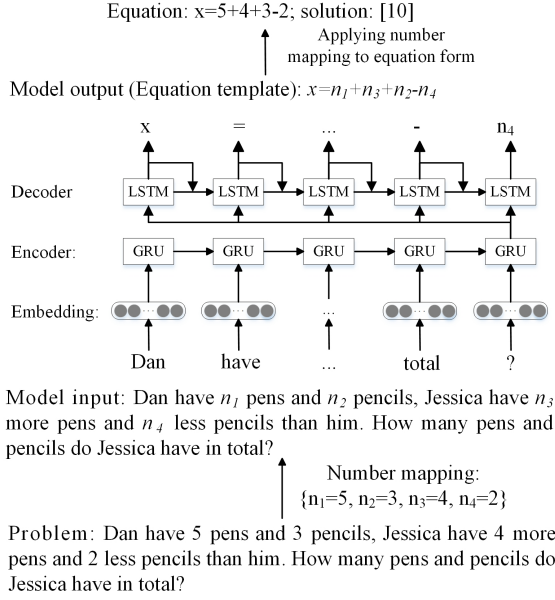 Equation: x=5+4+3-2; solution: [10]
Applying number
mapping to equation form
Model output (Equation template): x=n₁+n₃+n₂-n₄
x = ... - n₄
Decoder LSTM LSTM LSTM LSTM LSTM
Encoder: GRU GRU GRU GRU GRU
Embedding: ... ... ... ... ...
Dan have ... total ?
Model input: Dan have n₁ pens and n₂ pencils, Jessica have n₃
more pens and n₄ less pencils than him. How many pens and
pencils do Jessica have in total?
Number mapping:
{n₁=5, n₂=3, n₃=4, n₄=2}
Problem: Dan have 5 pens and 3 pencils, Jessica have 4 more
pens and 2 less pencils than him. How many pens and pencils do
Jessica have in total?